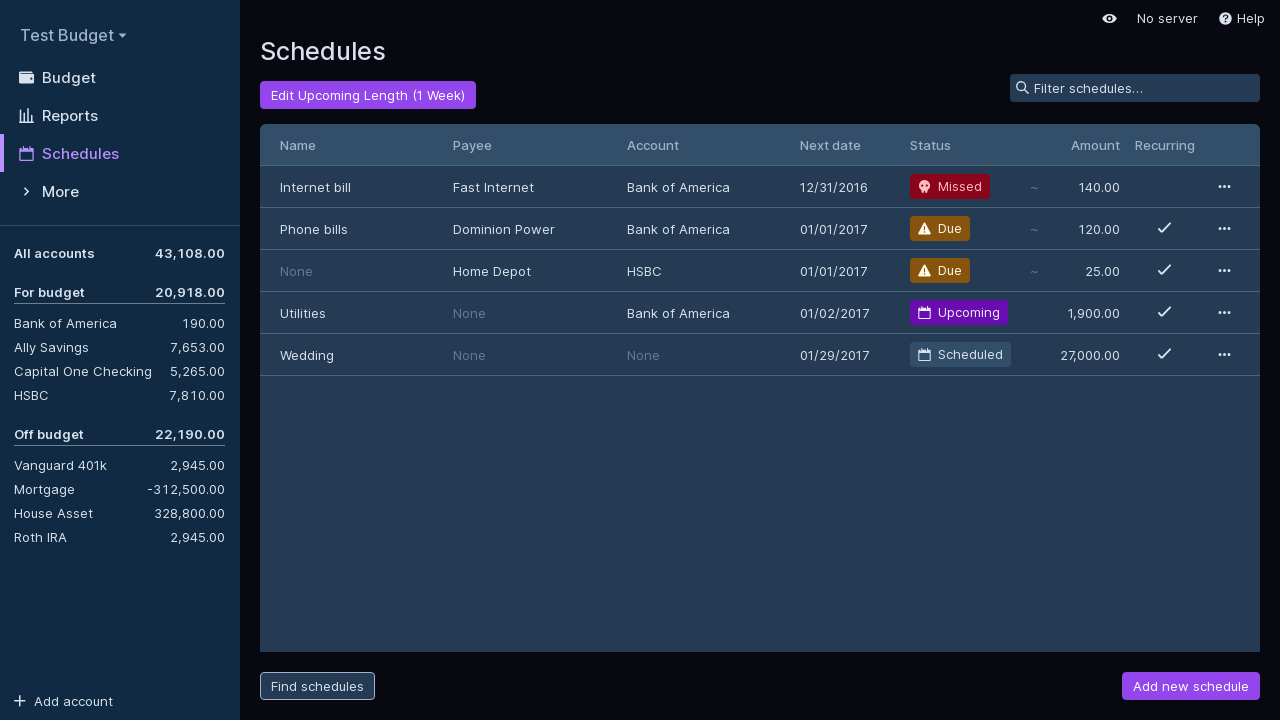 Test Budget
Budget
Reports
Schedules
More
All accounts 43,108.00
For budget 20,918.00
Bank of America 190.00
Ally Savings 7,653.00
Capital One Checking 5,265.00
HSBC 7,810.00
Off budget 22,190.00
Vanguard 401k 2,945.00
Mortgage -312,500.00
House Asset 328,800.00
Roth IRA 2,945.00
Add account
No server Help
Schedules
Edit Upcoming Length (1 Week)
Filter schedules…
Name Payee Account Next date Status Amount Recurring
Internet bill Fast Internet Bank of America 12/31/2016 Missed ~ 140.00
Phone bills Dominion Power Bank of America 01/01/2017 Due ~ 120.00
None Home Depot HSBC 01/01/2017 Due ~ 25.00
Utilities None Bank of America 01/02/2017 Upcoming 1,900.00
Wedding None None 01/29/2017 Scheduled 27,000.00
Find schedules
Add new schedule